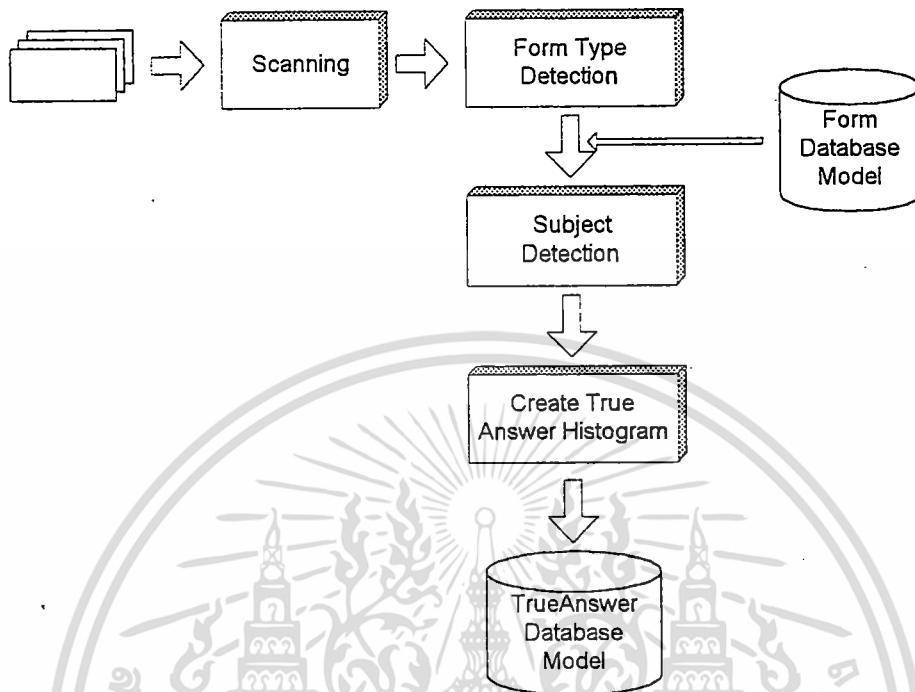 Scanning
Form Type
Detection
Form
Database
Model
Subject
Detection
Create True
Answer Histogram
TrueAnswer
Database
Model